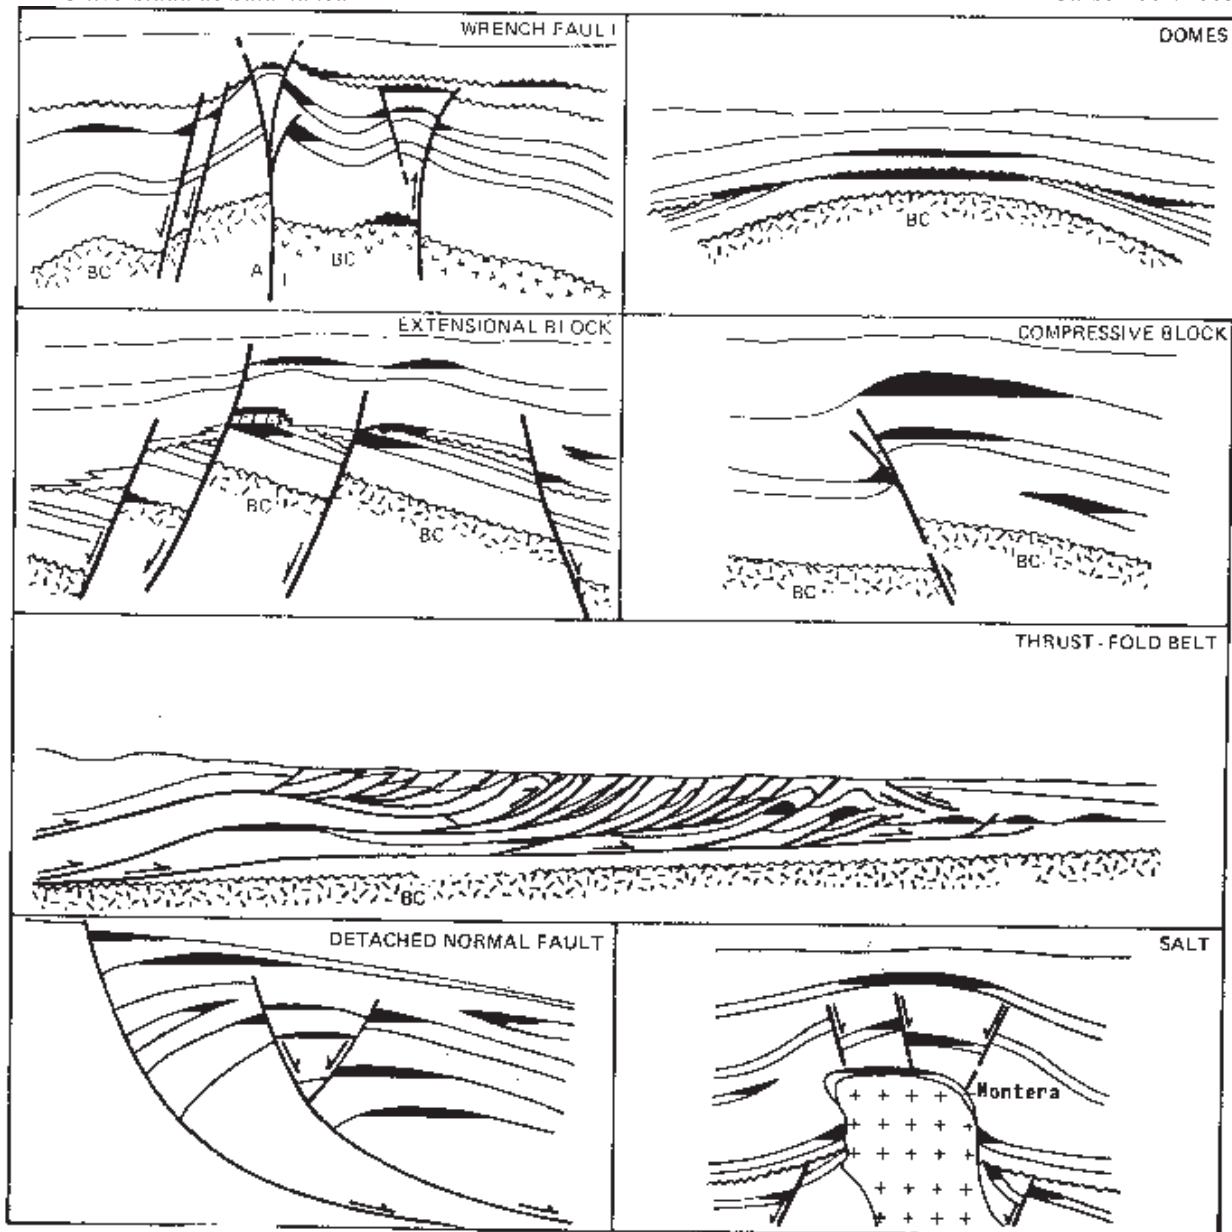 WRENCH FAULT
DOMES
BC
A
BC
BC
EXTENSIONAL BLOCK
COMPRESSIVE BLOCK
BC
BC
BC
BC
THRUST - FOLD BELT
BC
DETACHED NORMAL FAULT
SALT
Montera